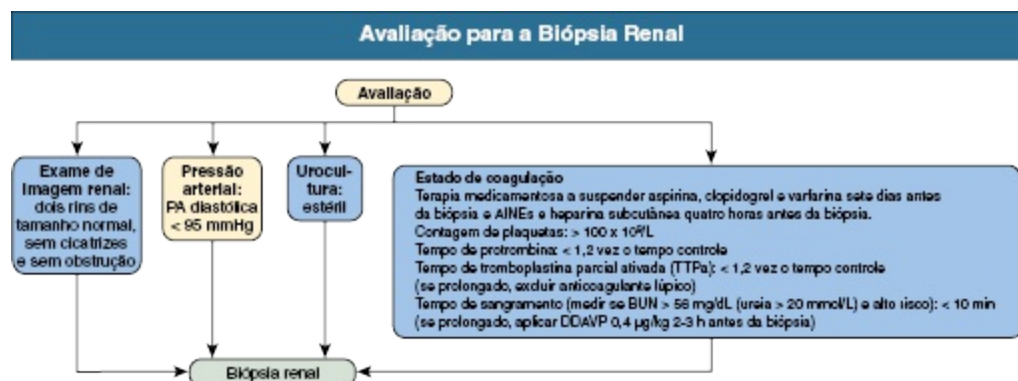 Avaliação para a Biópsia Renal
Avaliação
Exame de
imagem renal:
dois rins de
tamanho normal,
sem cicatrizes
e sem obstrução
Pressão
arterial:
PA diastólica
< 95 mmHg
Urocul-
tura:
estéril
Estado de coagulação
Terapia medicamentosa a suspender aspirina, clopidogrel e varfarina sete dias antes
da biópsia e AINEs e heparina subcutânea quatro horas antes da biópsia.
Contagem de plaquetas: > 100 x 10⁹/L
Tempo de protrombina: < 1,2 vez o tempo controle
Tempo de tromboplastina parcial ativada (TTPa): < 1,2 vez o tempo controle
(se prolongado, excluir anticoagulante lúpico)
Tempo de sangramento (medir se BUN > 56 mg/dL (ureia > 20 mmol/L) e alto risco): < 10 min
(se prolongado, aplicar DDAVP 0,4 µg/kg 2-3 h antes da biópsia)
Biópsia renal